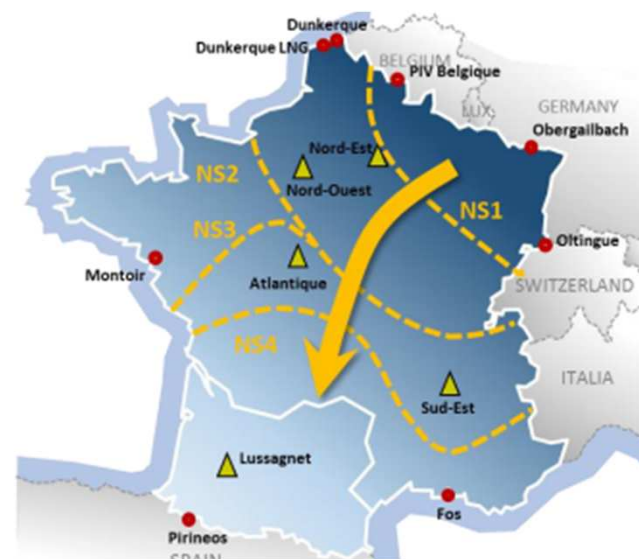 Dunkerque
Dunkerque LNG
BELGIUM
PIV Belgique
LUX.
GERMANY
Obergailbach
Nord-Est
NS2
Nord-Ouest
NS1
NS3
Oltingue
Montoir
Atlantique
SWITZERLAND
NS4
ITALIA
Sud-Est
Lussagnet
Fos
Pirineos
SPAIN